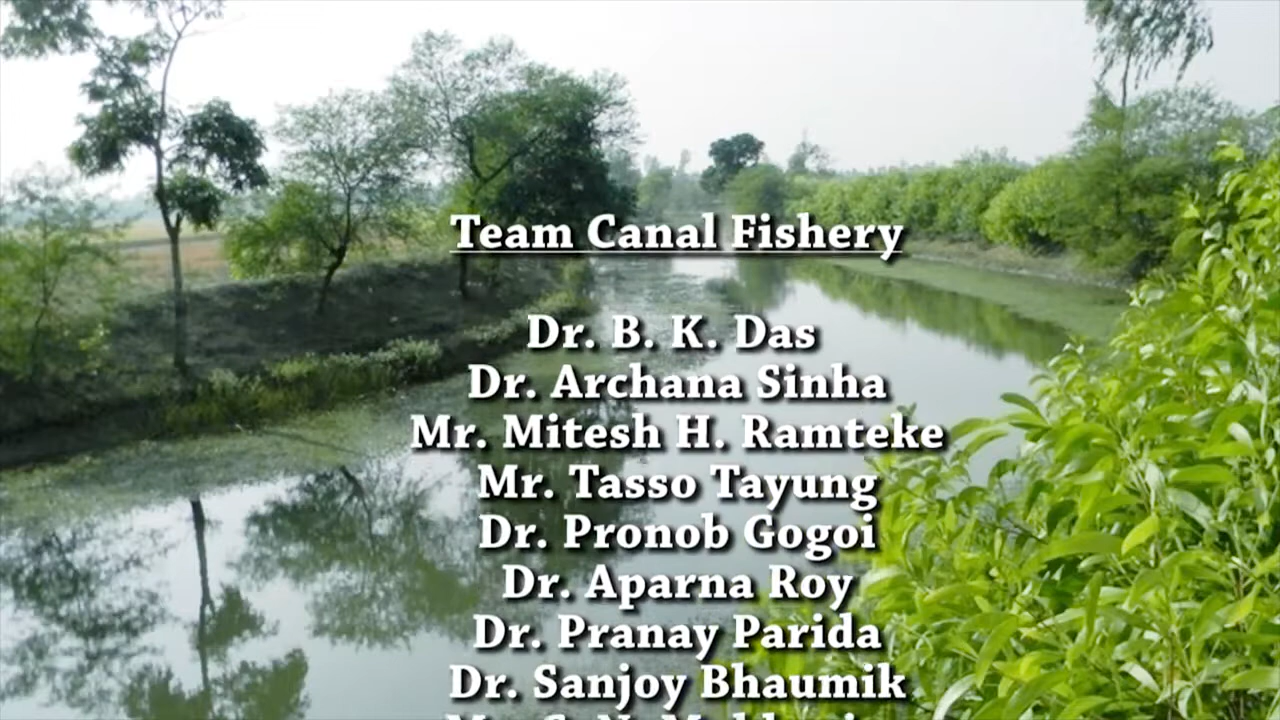 Team Canal Fishery
Dr. B. K. Das
Dr. Archana Sinha
Mr. Mitesh H. Ramteke
Mr. Tasso Tayung
Dr. Pronob Gogoi
Dr. Aparna Roy
Dr. Pranay Parida
Dr. Sanjoy Bhaumik